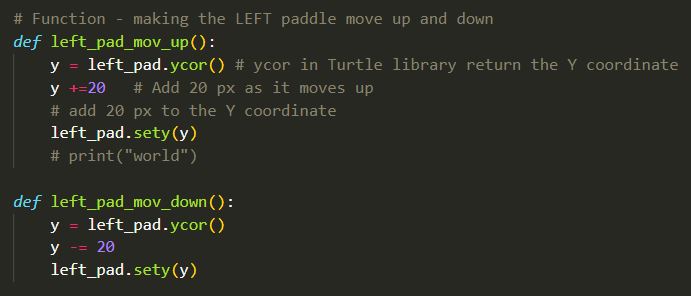 # Function - making the LEFT paddle move up and down
def left_pad_mov_up():
    y = left_pad.ycor() # ycor in Turtle library return the Y coordinate
    y +=20   # Add 20 px as it moves up
    # add 20 px to the Y coordinate
    left_pad.sety(y)
    # print("world")

def left_pad_mov_down():
    y = left_pad.ycor()
    y -= 20
    left_pad.sety(y)